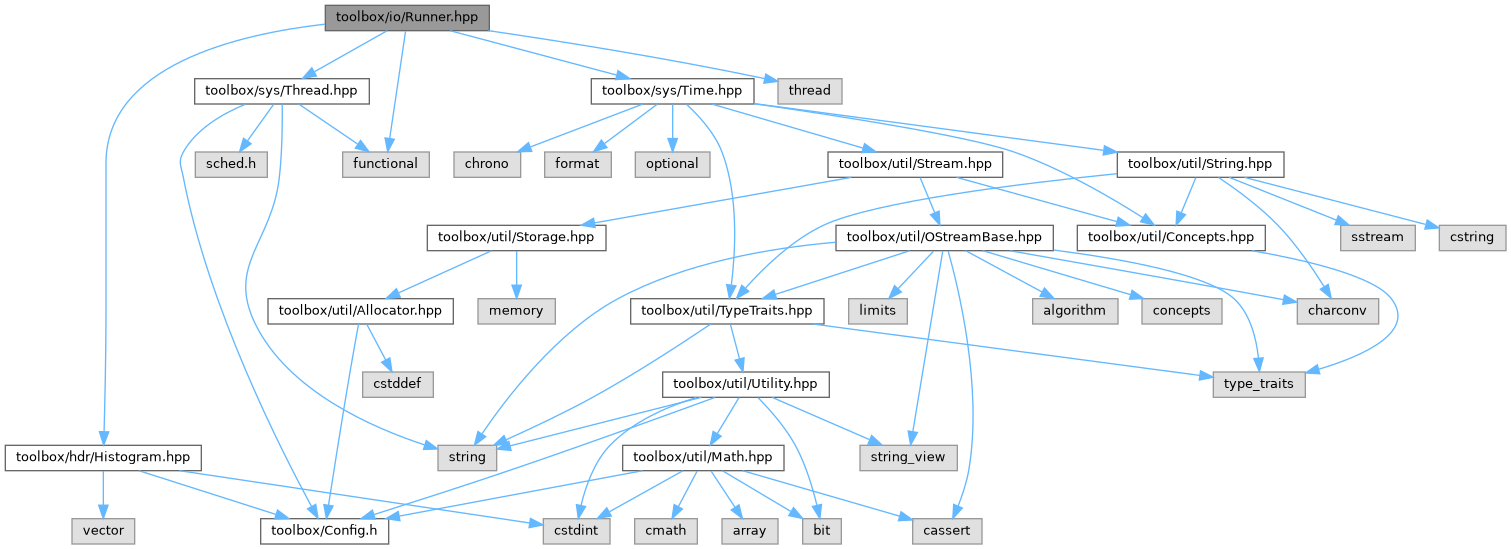 toolbox/io/Runner.hpp
toolbox/sys/Thread.hpp
toolbox/sys/Time.hpp
thread
sched.h
functional
chrono
format
optional
toolbox/util/Stream.hpp
toolbox/util/String.hpp
toolbox/util/Storage.hpp
toolbox/util/OStreamBase.hpp
toolbox/util/Concepts.hpp
sstream
cstring
toolbox/util/Allocator.hpp
memory
toolbox/util/TypeTraits.hpp
limits
algorithm
concepts
charconv
cstddef
toolbox/util/Utility.hpp
type_traits
toolbox/hdr/Histogram.hpp
string
toolbox/util/Math.hpp
string_view
vector
toolbox/Config.h
cstdint
cmath
array
bit
cassert